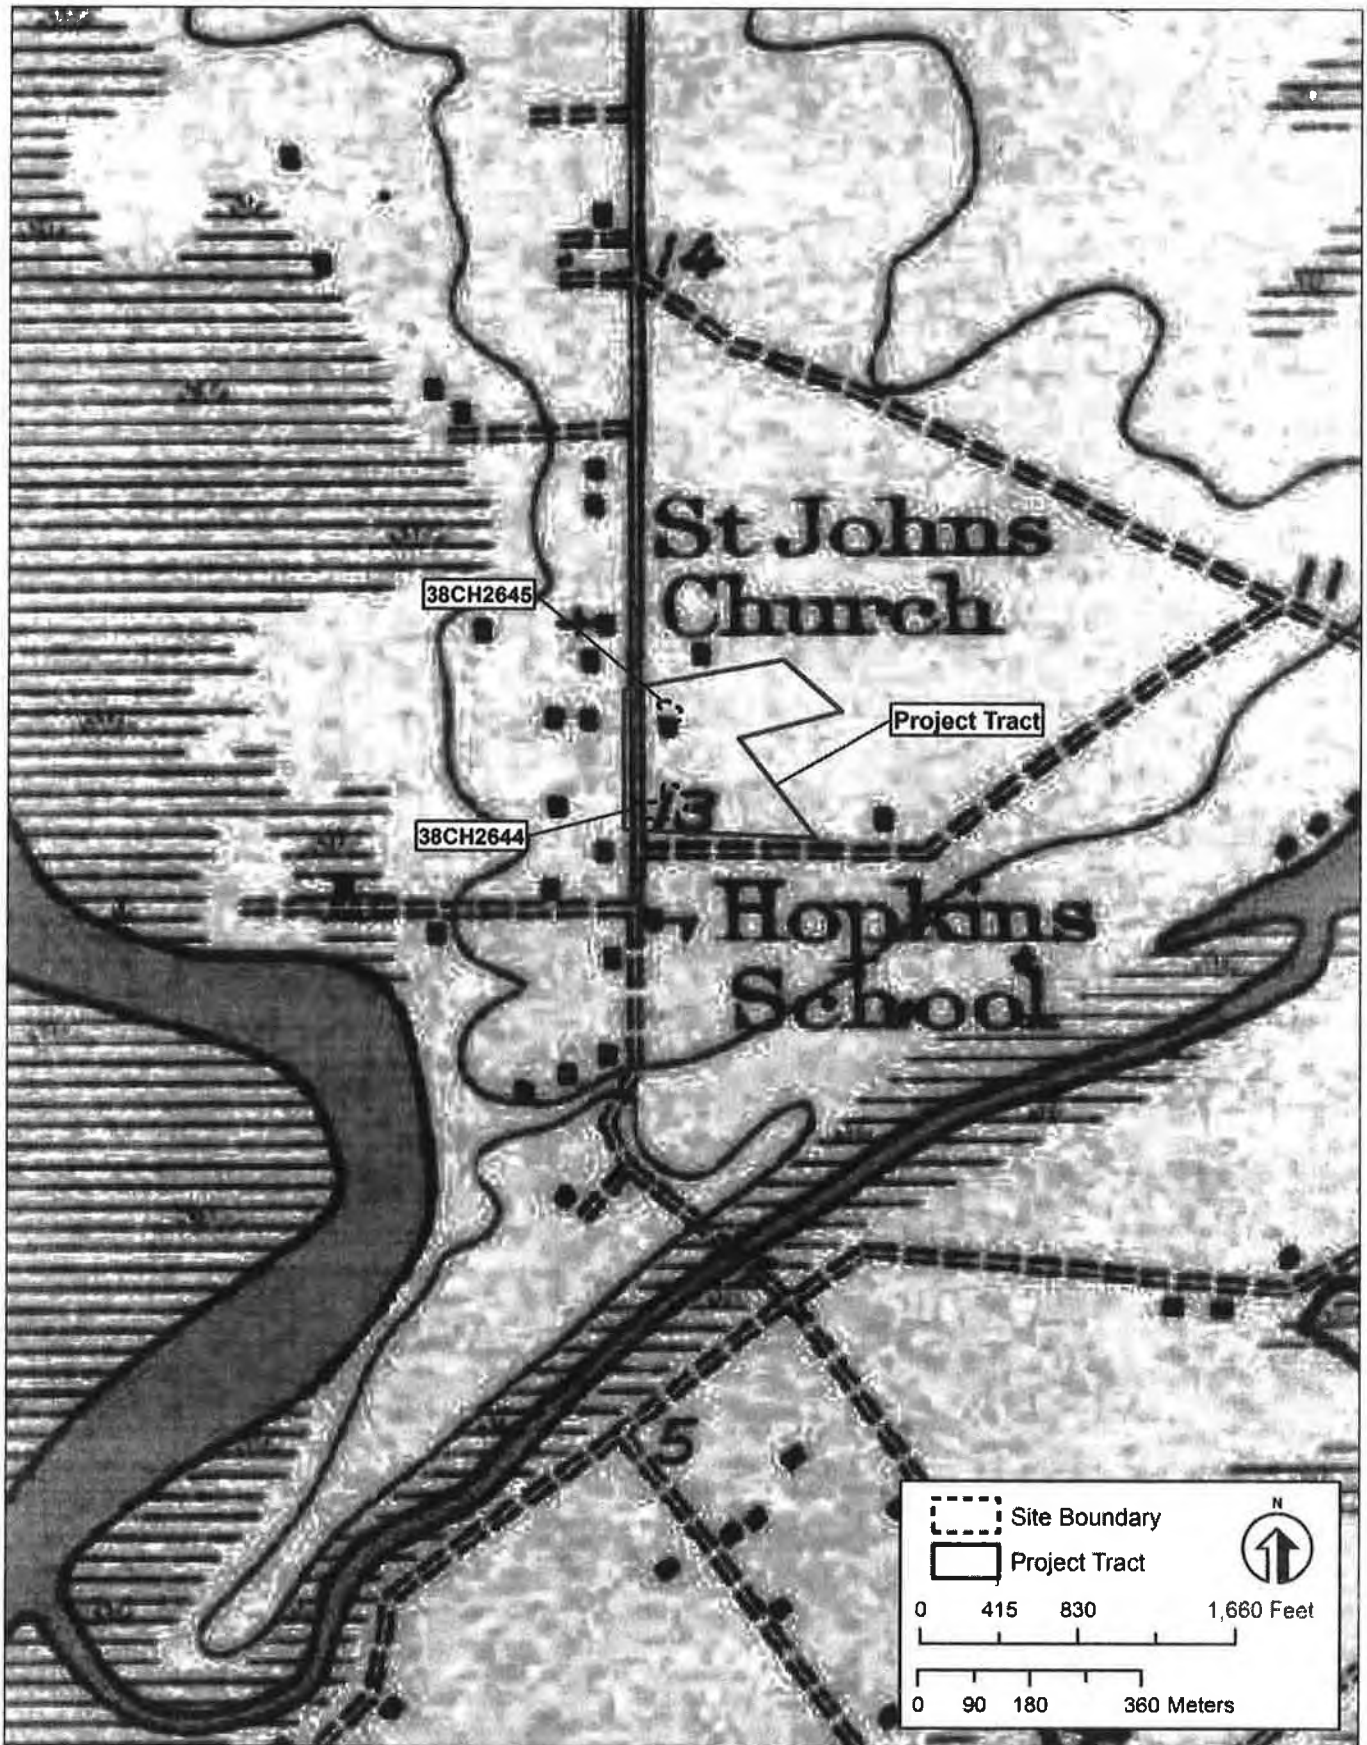 14
St Johns
Church
11
38CH2645
Project Tract
13
38CH2644
Hopkins
School
5
Site Boundary
N
Project Tract
0 415 830 1,660 Feet
0 90 180 360 Meters